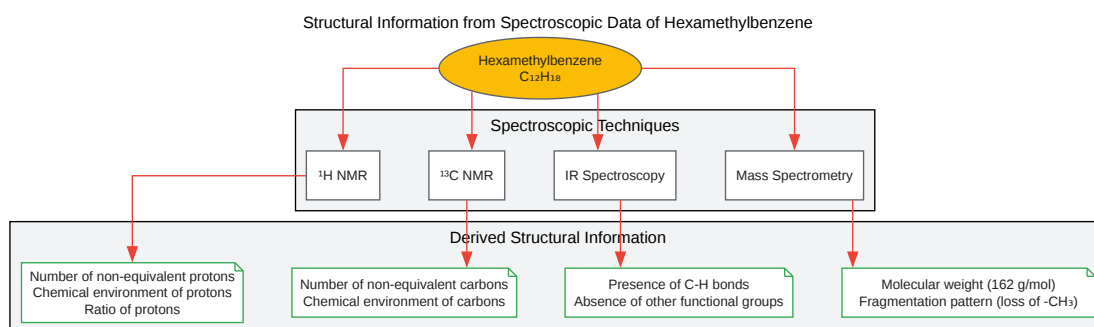 Structural Information from Spectroscopic Data of Hexamethylbenzene
Hexamethylbenzene
C₁₂H₁₈
Spectroscopic Techniques
¹H NMR
¹³C NMR
IR Spectroscopy
Mass Spectrometry
Derived Structural Information
Number of non-equivalent protons
Chemical environment of protons
Ratio of protons
Number of non-equivalent carbons
Chemical environment of carbons
Presence of C-H bonds
Absence of other functional groups
Molecular weight (162 g/mol)
Fragmentation pattern (loss of -CH₃)